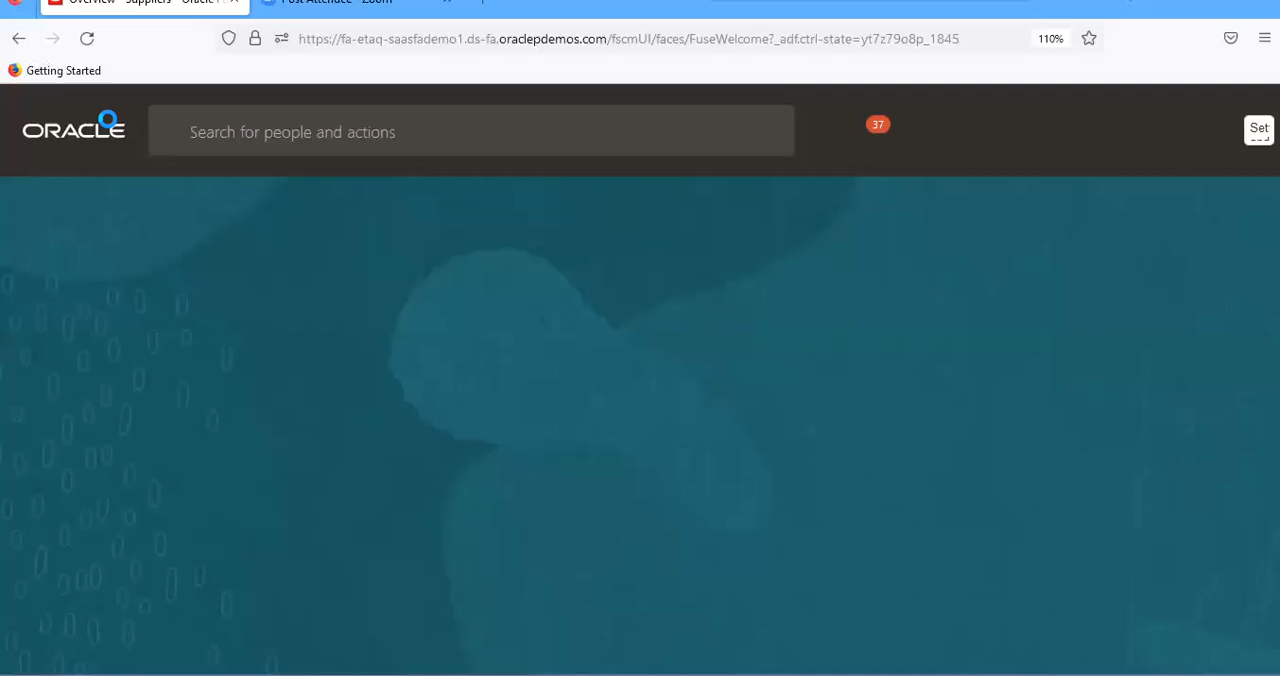 Overview - Suppliers - Oracle
Post Attendee - Zoom
https://fa-etaq-saasfademo1.ds-fa.oraclepdemos.com/fscmUI/faces/FuseWelcome?_adf.ctrl-state=yt7z79o8p_1845
110%
Getting Started
ORACLE
Search for people and actions
37
Set